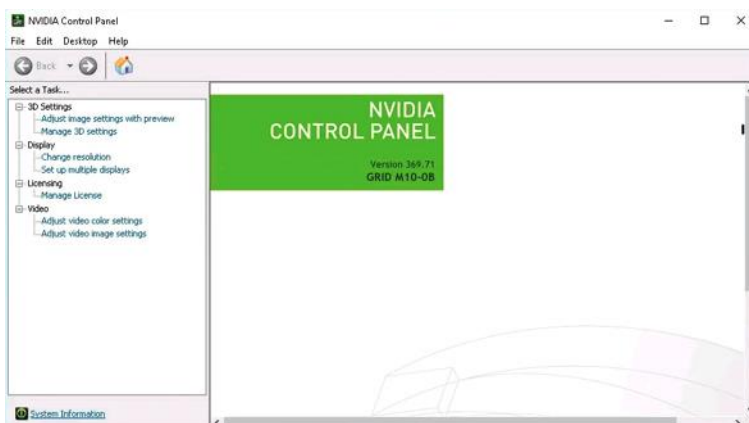 NVIDIA Control Panel
File Edit Desktop Help
Back
Select a Task...
3D Settings
Adjust image settings with preview
Manage 3D settings
Display
Change resolution
Set up multiple displays
Licensing
Manage License
Video
Adjust video color settings
Adjust video image settings
NVIDIA
CONTROL PANEL
Version 369.71
GRID M10-0B
System Information